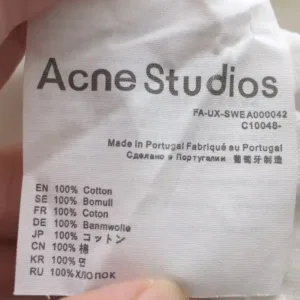 Acne Studios
FA-UX-SWEA000042
C10048-
Made in Portugal Fabriqué au Portugal
Сделано в Португалии 葡萄牙制造
EN 100% Cotton
SE 100% Bomull
FR 100% Coton
DE 100% Banmwolle
JP 100% コットン
CN 100% 棉
KR 100% 면
RU 100% ХЛОПОК